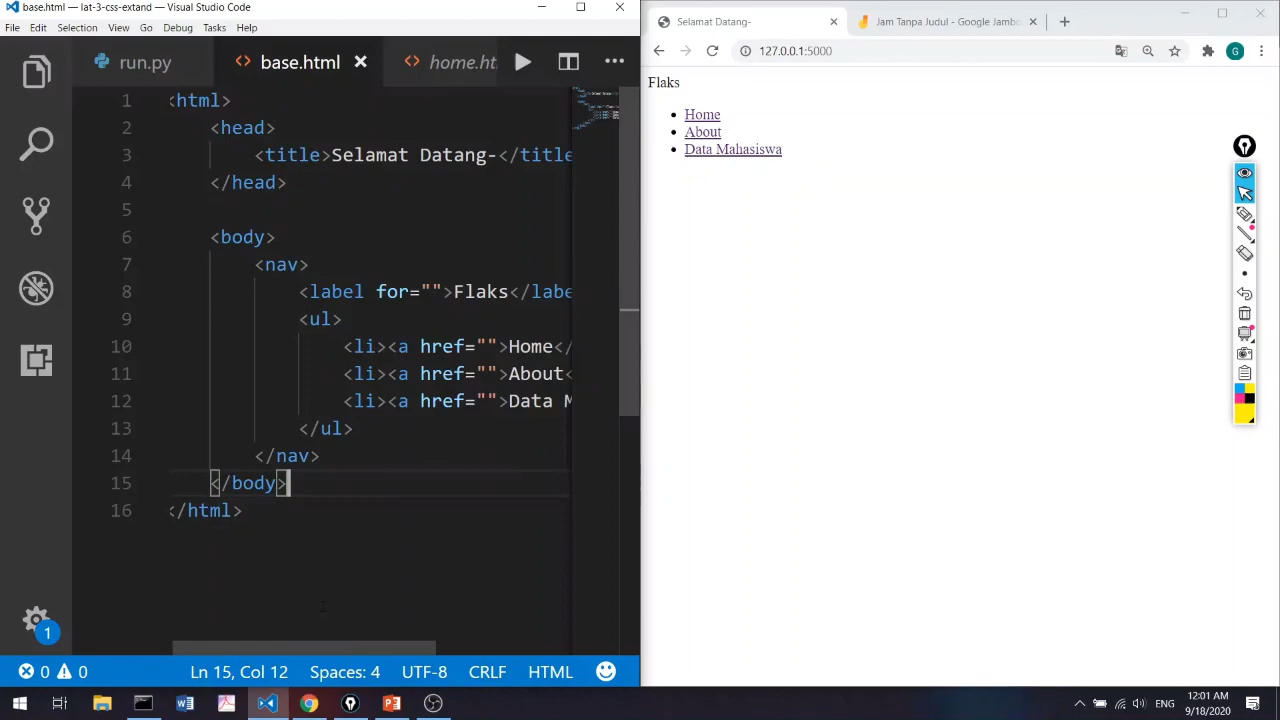 base.html - lat-3-css-extand - Visual Studio Code
File Edit Selection View Go Debug Tasks Help
run.py
base.html
home.ht
1 <html>
2 <head>
3 <title>Selamat Datang-</title
4 </head>
5
6 <body>
7 <nav>
8 <label for="">Flaks</labe
9 <ul>
10 <li><a href="">Home</
11 <li><a href="">About<
12 <li><a href="">Data M
13 </ul>
14 </nav>
15 </body>
16 </html>
1
0 0 Ln 15, Col 12 Spaces: 4 UTF-8 CRLF HTML
Selamat Datang-
Jam Tanpa Judul - Google Jambo
127.0.0.1:5000
G
Flaks
Home
About
Data Mahasiswa
ENG
12:01 AM
9/18/2020